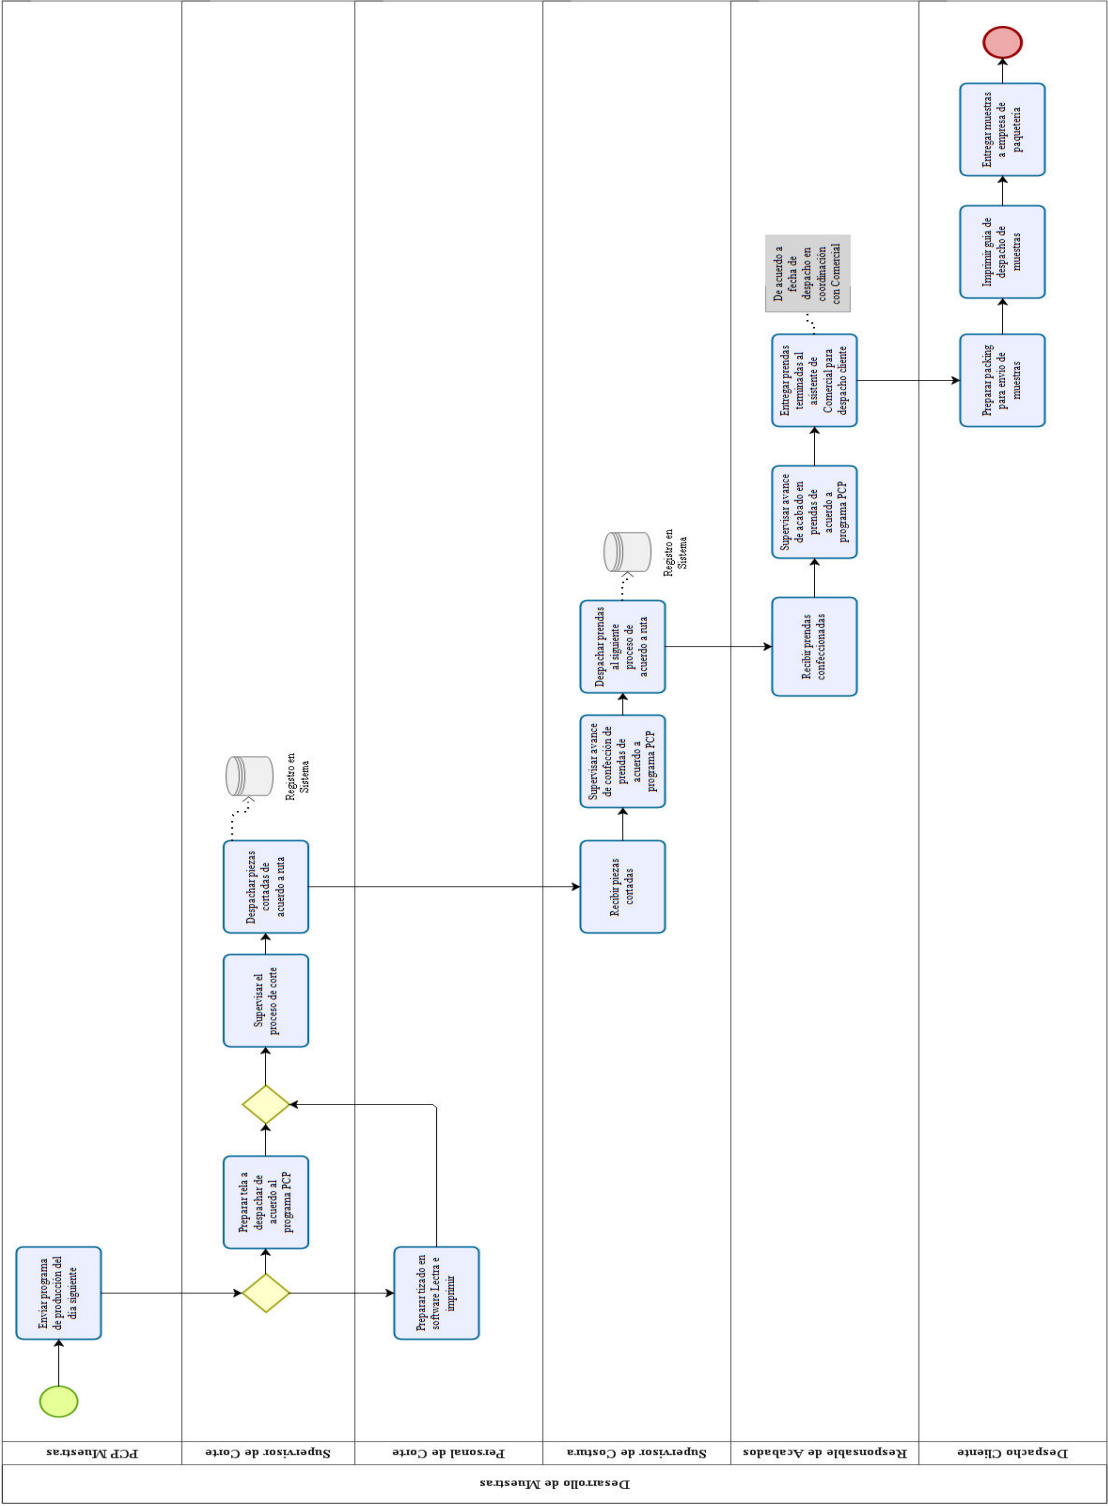 Desarrollo de Muestras
PCP Muestras
Enviar programa
de producción del
dia siguiente
Supervisor de Corte
Preparar tela a
despachar de
acuerdo al
programa PCP
Supervisar el
proceso de corte
Despachar piezas
cortadas de
acuerdo a ruta
Registro en
Sistema
Personal de Corte
Preparar tizado en
software Lectra e
imprimir
Supervisor de Costura
Recibir piezas
cortadas
Supervisar avance
de confección de
prendas de
acuerdo a
programa PCP
Despachar prendas
al siguiente
proceso de
acuerdo a ruta
Registro en
Sistema
Responsable de Acabados
Recibir prendas
confeccionadas
Supervisar avance
de acabado en
prendas de
acuerdo a
programa PCP
Entregar prendas
terminadas al
asistente de
Comercial para
despacho cliente
De acuerdo a
fecha de
despacho en
coordinación
con Comercial
Despacho Cliente
Preparar packing
para envio de
muestras
Imprimir guia de
despacho de
muestras
Entregar muestras
a empresa de
paqueteria